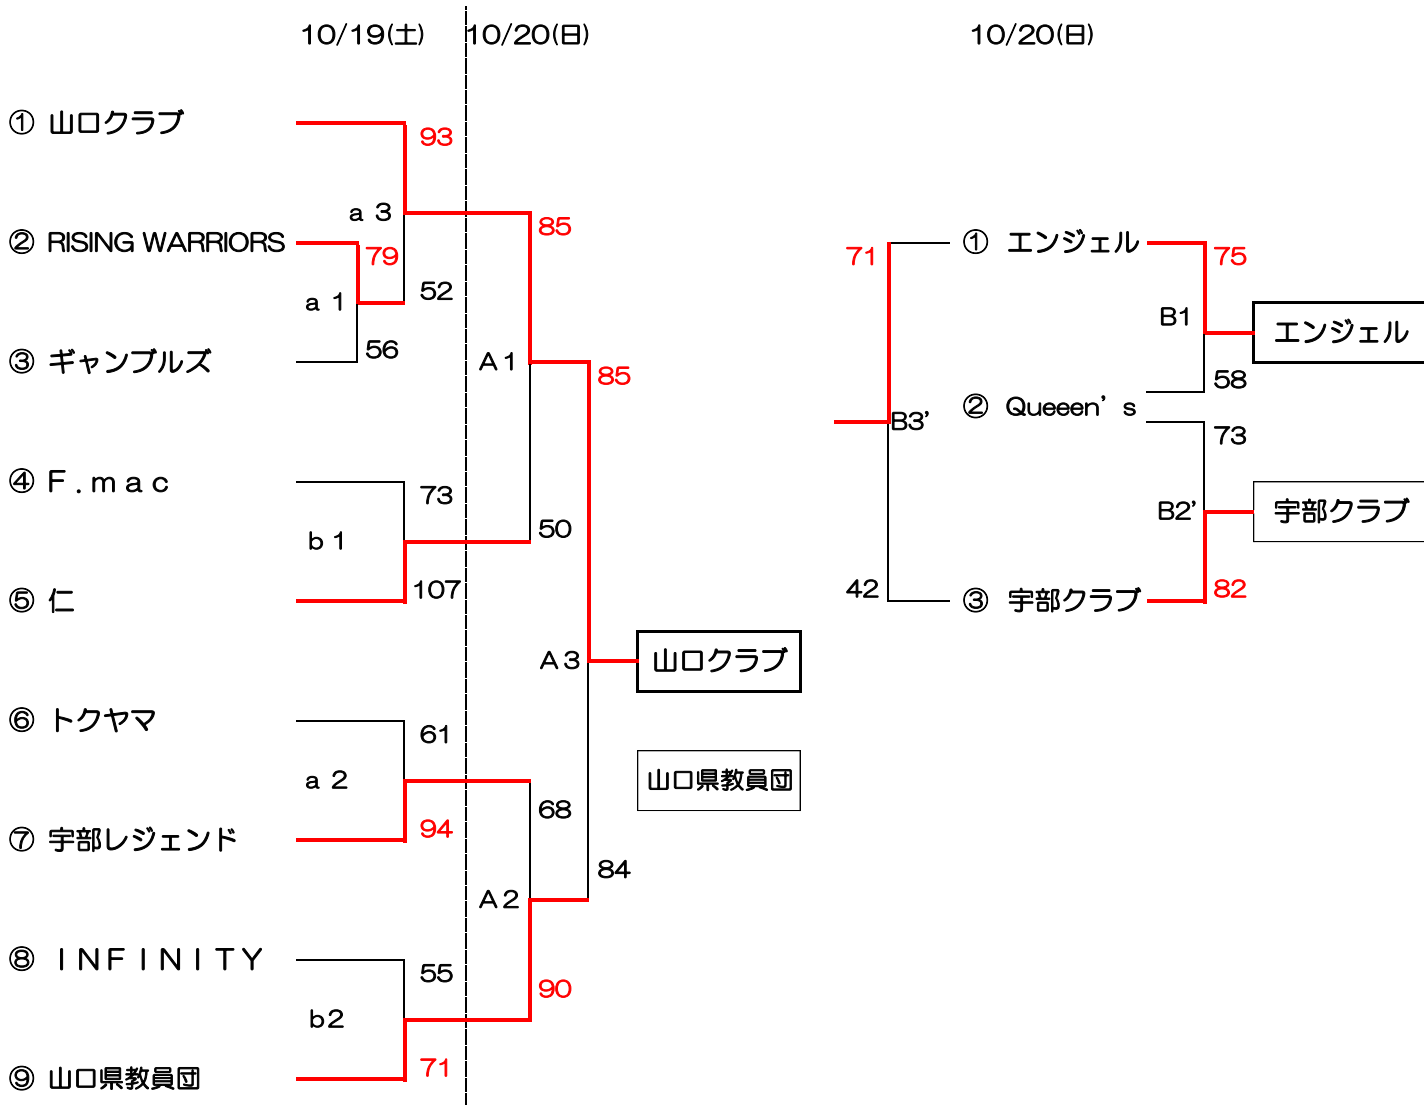 10/19(土) 10/20(日) 10/20(日)
① 山口クラブ
93
a 3
② RISING WARRIORS
79
85
52
a 1
56
③ ギャンブルズ
A 1
85
④ F.mac
73
b 1
50
107
⑤ 仁
A 3
山口クラブ
⑥ トクヤマ
61
a 2
山口県教員団
68
94
⑦ 宇部レジェンド
84
A 2
⑧ INFINITY
55
90
b2
71
⑨ 山口県教員団
71
① エンジェル
75
B1
エンジェル
58
② Queeen’s
B3'
73
B2'
宇部クラブ
42
③ 宇部クラブ
82